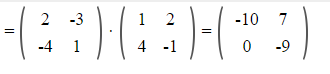 = ( 2 -3 ) · ( 1 2 ) = ( -10 7 )
( -4 1 ) ( 4 -1 ) ( 0 -9 )